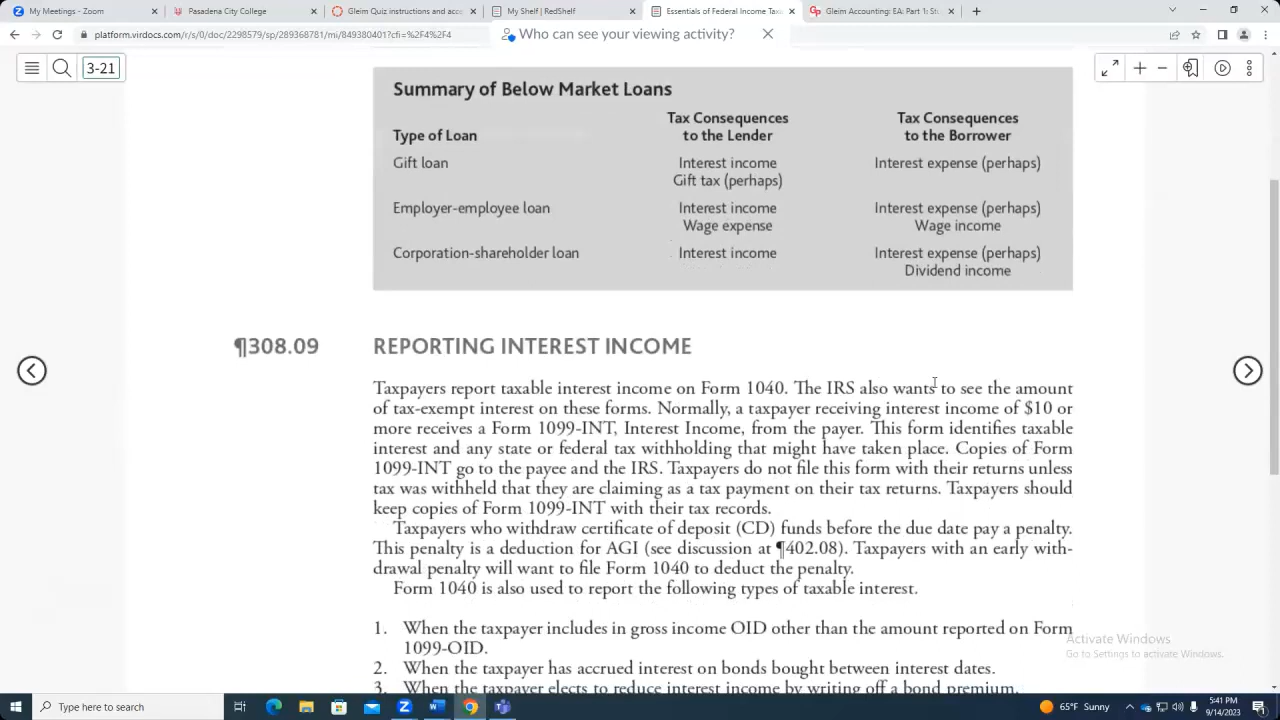 My Meetings - Zoom
Pasadena City College
Gleim Quiz instructions and acc
My Shelf | RedShelf
Essentials of Federal Income Tax
Gleim Accounting: EA: Part 1: St
platform.virdocs.com/r/s/0/doc/2298579/sp/289368781/mi/849380401?cfi=%2F4%2F4
Who can see your viewing activity?
3-21
Summary of Below Market Loans
Type of Loan
Tax Consequences to the Lender
Tax Consequences to the Borrower
Gift loan
Interest income
Gift tax (perhaps)
Interest expense (perhaps)
Employer-employee loan
Interest income
Wage expense
Interest expense (perhaps)
Wage income
Corporation-shareholder loan
Interest income
Interest expense (perhaps)
Dividend income
¶308.09 REPORTING INTEREST INCOME
Taxpayers report taxable interest income on Form 1040. The IRS also wants to see the amount
of tax-exempt interest on these forms. Normally, a taxpayer receiving interest income of $10 or
more receives a Form 1099-INT, Interest Income, from the payer. This form identifies taxable
interest and any state or federal tax withholding that might have taken place. Copies of Form
1099-INT go to the payee and the IRS. Taxpayers do not file this form with their returns unless
tax was withheld that they are claiming as a tax payment on their tax returns. Taxpayers should
keep copies of Form 1099-INT with their tax records.
Taxpayers who withdraw certificate of deposit (CD) funds before the due date pay a penalty.
This penalty is a deduction for AGI (see discussion at ¶402.08). Taxpayers with an early with-
drawal penalty will want to file Form 1040 to deduct the penalty.
Form 1040 is also used to report the following types of taxable interest.
1. When the taxpayer includes in gross income OID other than the amount reported on Form
1099-OID.
2. When the taxpayer has accrued interest on bonds bought between interest dates.
3. When the taxpayer elects to reduce interest income by writing off a bond premium.
Activate Windows
Go to Settings to activate Windows.
Type here to search
65°F Sunny
5:41 PM
9/14/2023